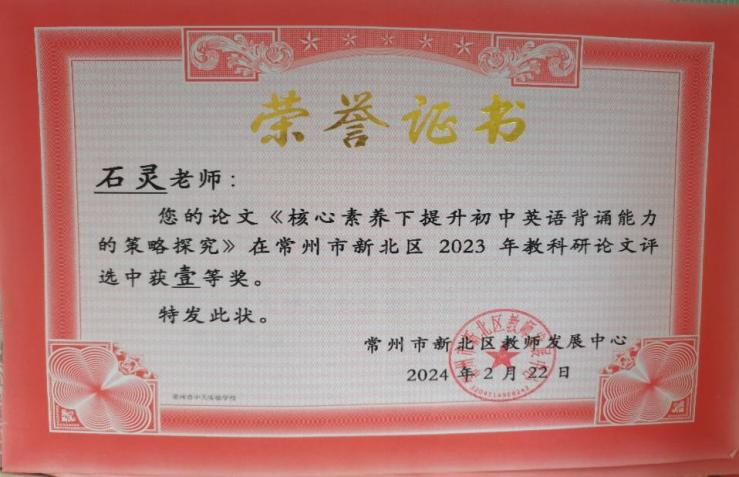 荣誉证书
石灵老师：
您的论文《核心素养下提升初中英语背诵能力
的策略探究》在常州市新北区 2023 年教科研论文评
选中获壹等奖。
特发此状。
常州市新北区教师发展中心
2024 年 2 月 22 日